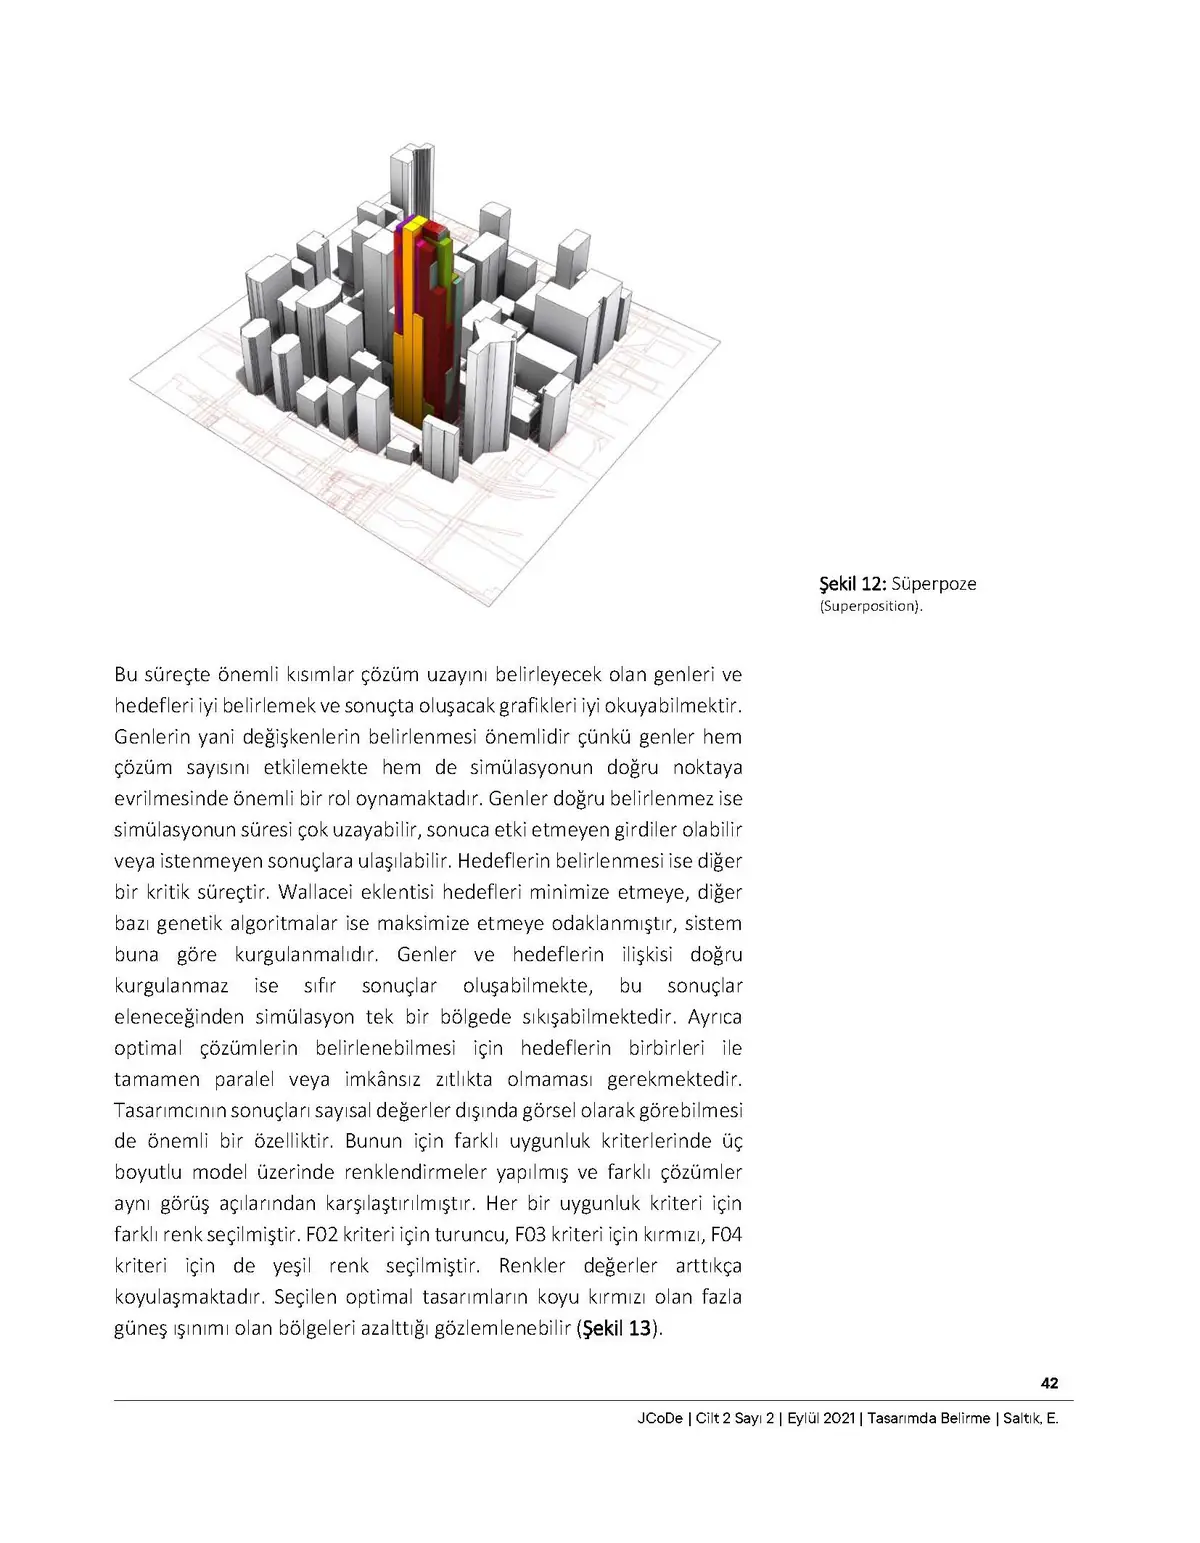 Şekil 12: Süperpoze
(Superposition).
Bu süreçte önemli kısımlar çözüm uzayını belirleyecek olan genleri ve
hedefleri iyi belirlemek ve sonuçta oluşacak grafikleri iyi okuyabilmektir.
Genlerin yani değişkenlerin belirlenmesi önemlidir çünkü genler hem
çözüm sayısını etkilemekte hem de simülasyonun doğru noktaya
evrilmesinde önemli bir rol oynamaktadır. Genler doğru belirlenmez ise
simülasyonun süresi çok uzayabilir, sonuca etki etmeyen girdiler olabilir
veya istenmeyen sonuçlara ulaşılabilir. Hedeflerin belirlenmesi ise diğer
bir kritik süreçtir. Wallacei eklentisi hedefleri minimize etmeye, diğer
bazı genetik algoritmalar ise maksimize etmeye odaklanmıştır, sistem
buna göre kurgulanmalıdır. Genler ve hedeflerin ilişkisi doğru
kurgulanmaz ise sıfır sonuçlar oluşabilmekte, bu sonuçlar
eleneceğinden simülasyon tek bir bölgede sıkışabilmektedir. Ayrıca
optimal çözümlerin belirlenebilmesi için hedeflerin birbirleri ile
tamamen paralel veya imkânsız zıtlıkta olmaması gerekmektedir.
Tasarımcının sonuçları sayısal değerler dışında görsel olarak görebilmesi
de önemli bir özelliktir. Bunun için farklı uygunluk kriterlerinde üç
boyutlu model üzerinde renklendirmeler yapılmış ve farklı çözümler
aynı görüş açılarından karşılaştırılmıştır. Her bir uygunluk kriteri için
farklı renk seçilmiştir. F02 kriteri için turuncu, F03 kriteri için kırmızı, F04
kriteri için de yeşil renk seçilmiştir. Renkler değerler arttıkça
koyulaşmaktadır. Seçilen optimal tasarımların koyu kırmızı olan fazla
güneş ışınımı olan bölgeleri azalttığı gözlemlenebilir (Şekil 13).
42
JCoDe | Cilt 2 Sayı 2 | Eylül 2021 | Tasarımda Belirme | Saltık, E.